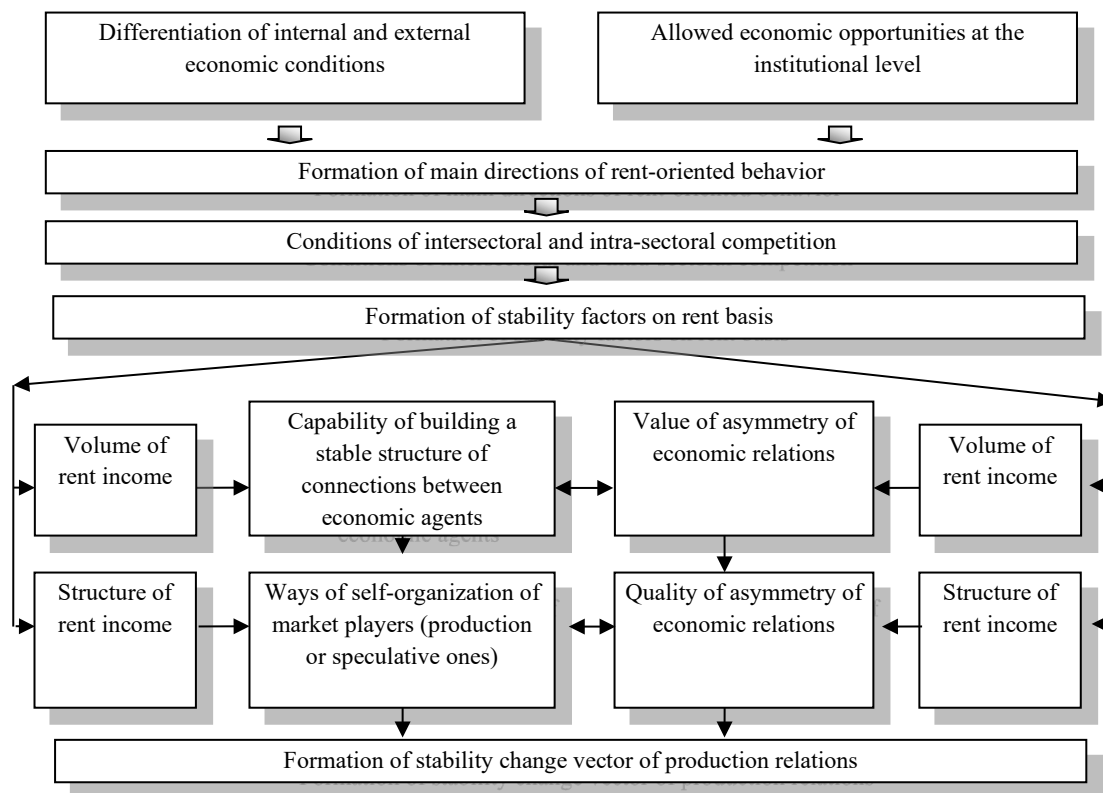 Differentiation of internal and external
economic conditions
Allowed economic opportunities at the
institutional level
Formation of main directions of rent-oriented behavior
Conditions of intersectoral and intra-sectoral competition
Formation of stability factors on rent basis
Volume of
rent income
Capability of building a
stable structure of
connections between
economic agents
Value of asymmetry of
economic relations
Volume of
rent income
Structure of
rent income
Ways of self-organization of
market players (production
or speculative ones)
Quality of asymmetry of
economic relations
Structure of
rent income
Formation of stability change vector of production relations